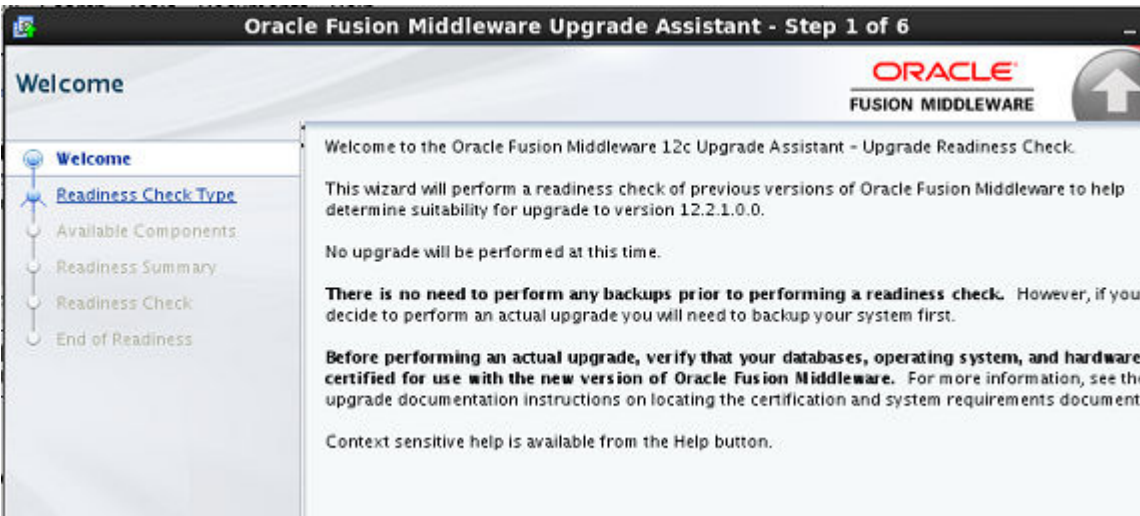 Oracle Fusion Middleware Upgrade Assistant - Step 1 of 6
Welcome
ORACLE
FUSION MIDDLEWARE
Welcome
Readiness Check Type
Available Components
Readiness Summary
Readiness Check
End of Readiness
Welcome to the Oracle Fusion Middleware 12c Upgrade Assistant - Upgrade Readiness Check.
This wizard will perform a readiness check of previous versions of Oracle Fusion Middleware to help
determine suitability for upgrade to version 12.2.1.0.0.
No upgrade will be performed at this time.
There is no need to perform any backups prior to performing a readiness check. However, if you
decide to perform an actual upgrade you will need to backup your system first.
Before performing an actual upgrade, verify that your databases, operating system, and hardware
certified for use with the new version of Oracle Fusion Middleware. For more information, see the
upgrade documentation instructions on locating the certification and system requirements document
Context sensitive help is available from the Help button.